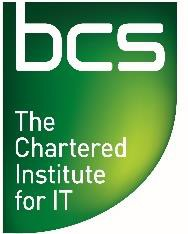 bcs
The
Chartered
Institute
for IT